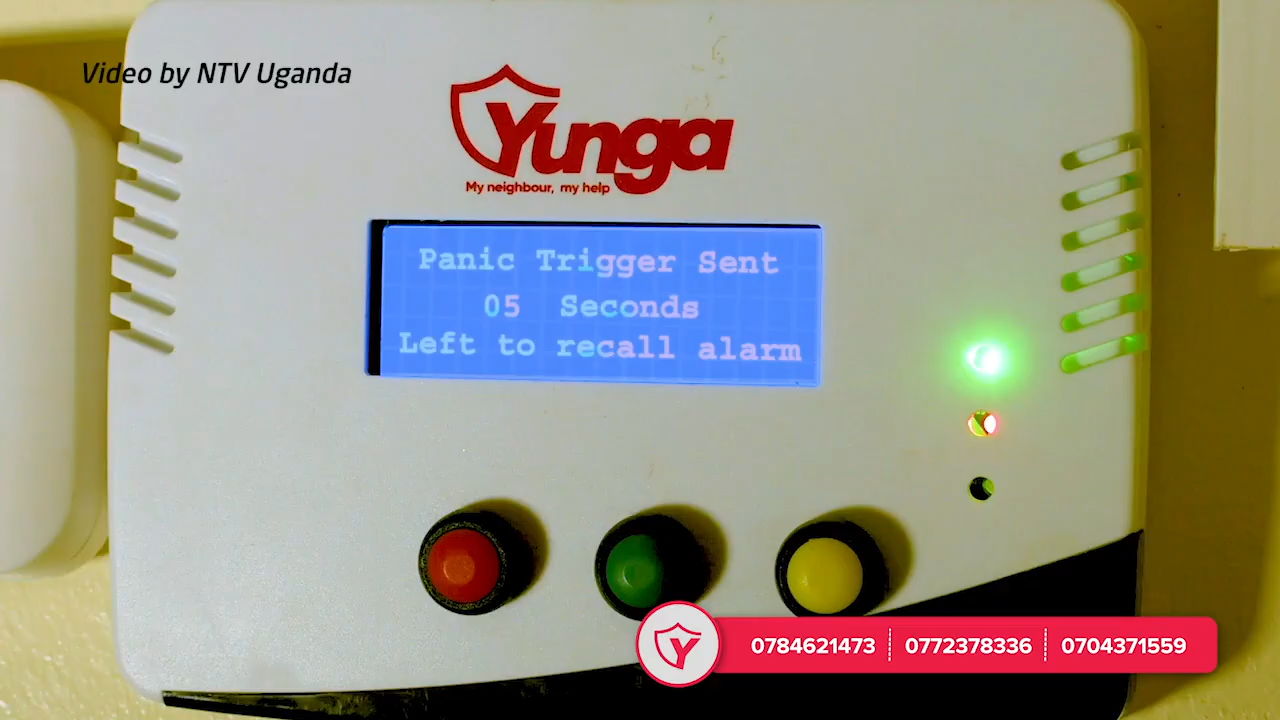 Video by NTV Uganda
Yunga
My neighbour, my help
Panic Trigger Sent
05 Seconds
Left to recall alarm
Y
0784621473 0772378336 0704371559